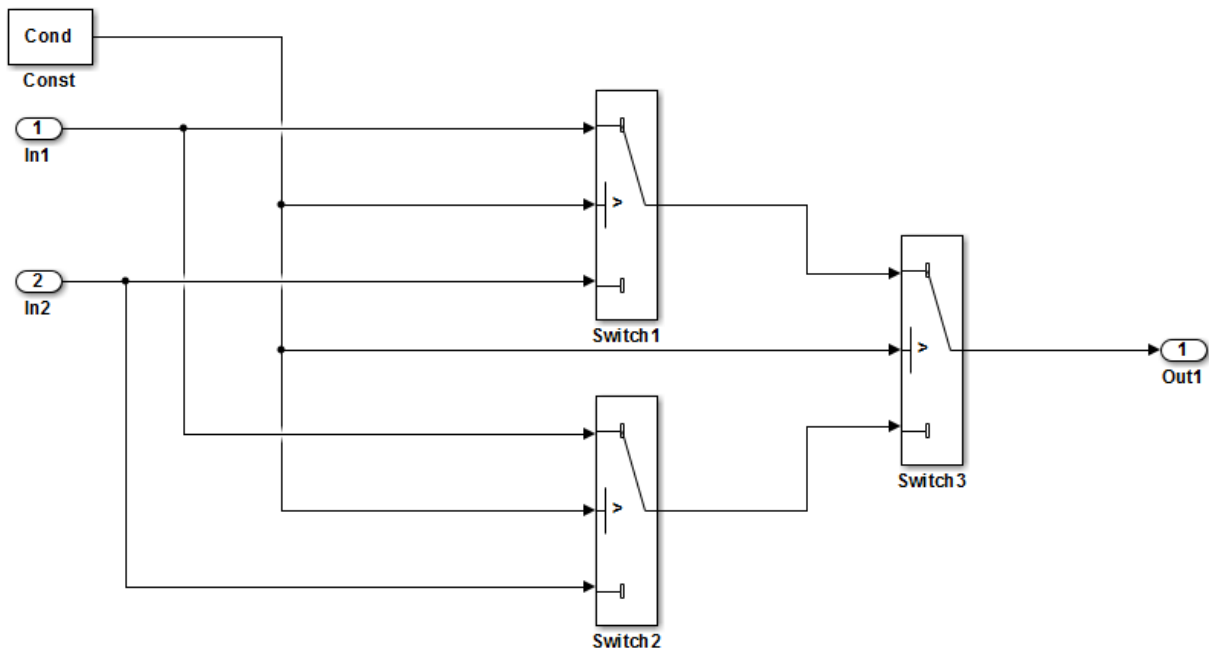 Cond
Const
1
In1
>
2
In2
Switch1
>
1
Out1
>
Switch3
Switch2